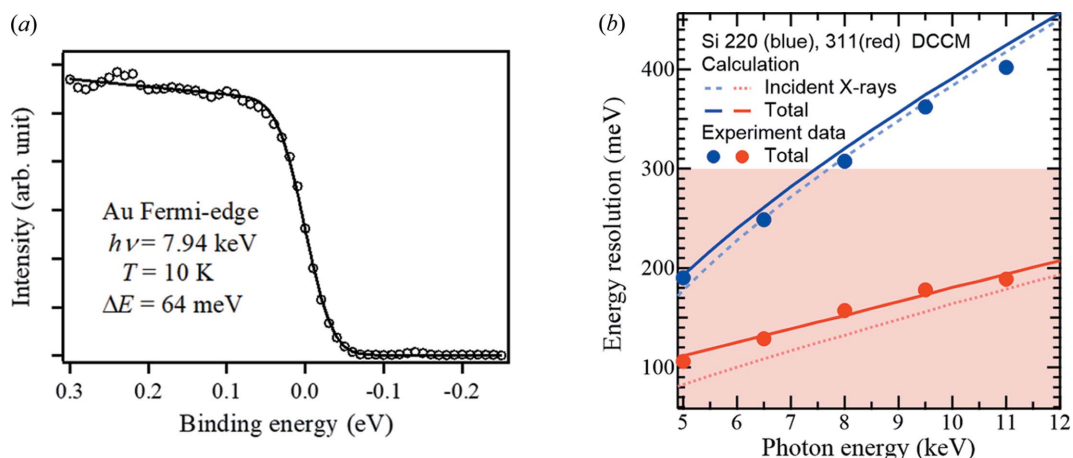 (a)
Intensity (arb. unit)
Au Fermi-edge
hν = 7.94 keV
T = 10 K
ΔE = 64 meV
0.3 0.2 0.1 0.0 -0.1 -0.2
Binding energy (eV)
(b)
Energy resolution (meV)
400
300
200
100
Si 220 (blue), 311(red) DCCM
Calculation
Incident X-rays
Total
Experiment data
Total
5 6 7 8 9 10 11 12
Photon energy (keV)